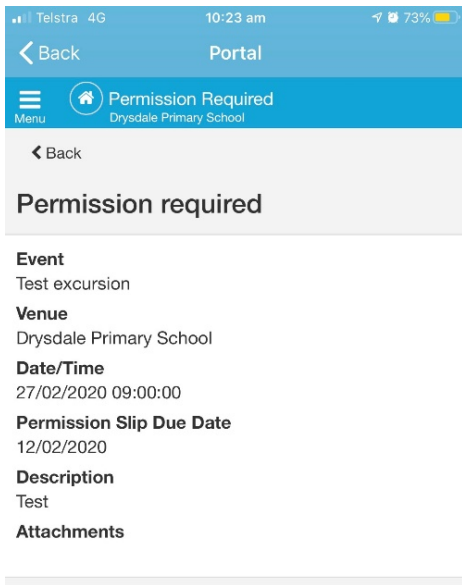 Telstra 4G 10:23 am 73%
Back Portal
Permission Required
Menu Drysdale Primary School
Back
Permission required
Event
Test excursion
Venue
Drysdale Primary School
Date/Time
27/02/2020 09:00:00
Permission Slip Due Date
12/02/2020
Description
Test
Attachments